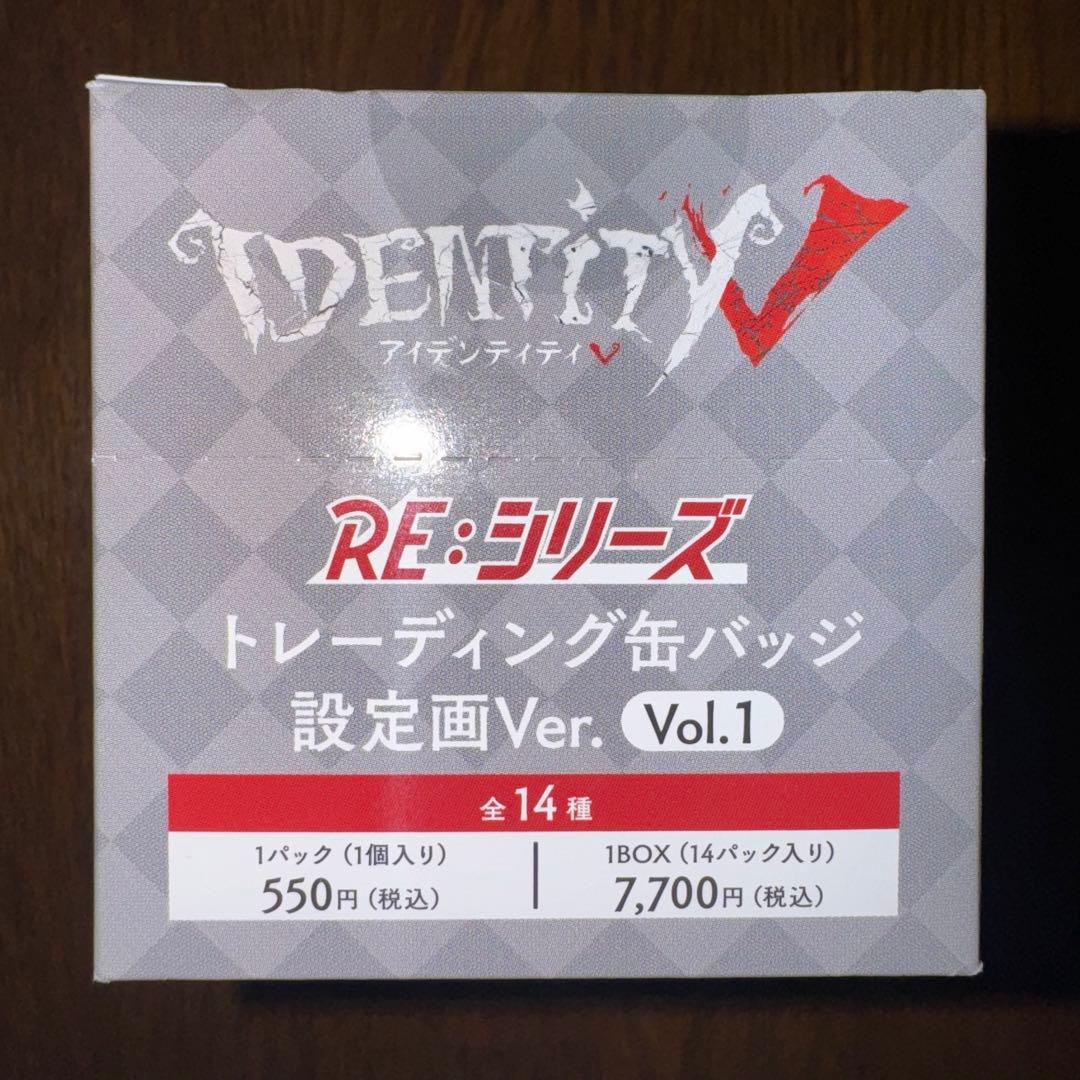 IDENTITY V
アイデンティティV
RE:シリーズ
トレーディング缶バッジ
設定画Ver. Vol.1
全14種
1パック（1個入り） 1BOX（14パック入り）
550円（税込） 7,700円（税込）